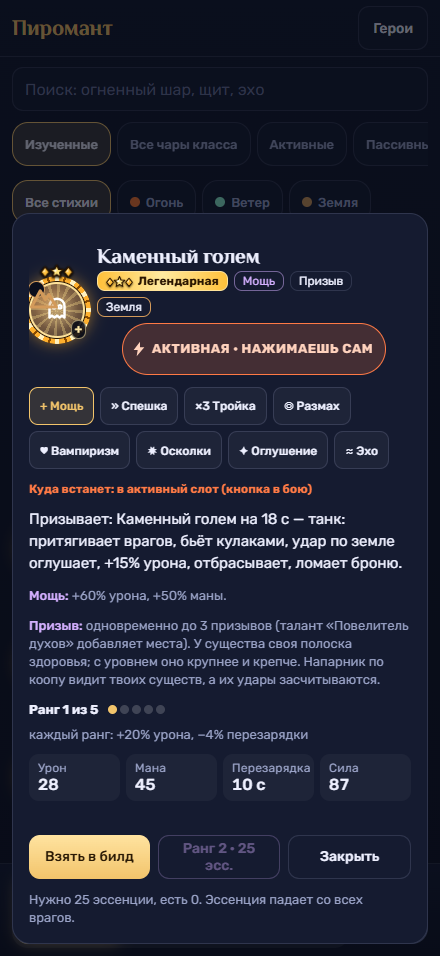 Пиромант
Герои
Поиск: огненный шар, щит, эхо
Изученные
Все чары класса
Активные
Пассивнь
Все стихии
Огонь
Ветер
Земля
Каменный голем
Легендарная
Мощь
Призыв
Земля
АКТИВНАЯ • НАЖИМАЕШЬ САМ
+ Мощь
» Спешка
×3 Тройка
◎ Размах
♥ Вампиризм
✷ Осколки
✦ Оглушение
≈ Эхо
Куда встанет: в активный слот (кнопка в бою)
Призывает: Каменный голем на 18 с — танк:
притягивает врагов, бьёт кулаками, удар по земле
оглушает, +15% урона, отбрасывает, ломает броню.
Мощь: +60% урона, +50% маны.
Призыв: одновременно до 3 призывов (талант «Повелитель
духов» добавляет места). У существа своя полоска
здоровья; с уровнем оно крупнее и крепче. Напарник по
коопу видит твоих существ, а их удары засчитываются.
Ранг 1 из 5
каждый ранг: +20% урона, −4% перезарядки
Урон
28
Мана
45
Перезарядка
10 с
Сила
87
Взять в билд
Ранг 2 · 25
эсс.
Закрыть
Нужно 25 эссенции, есть 0. Эссенция падает со всех
врагов.